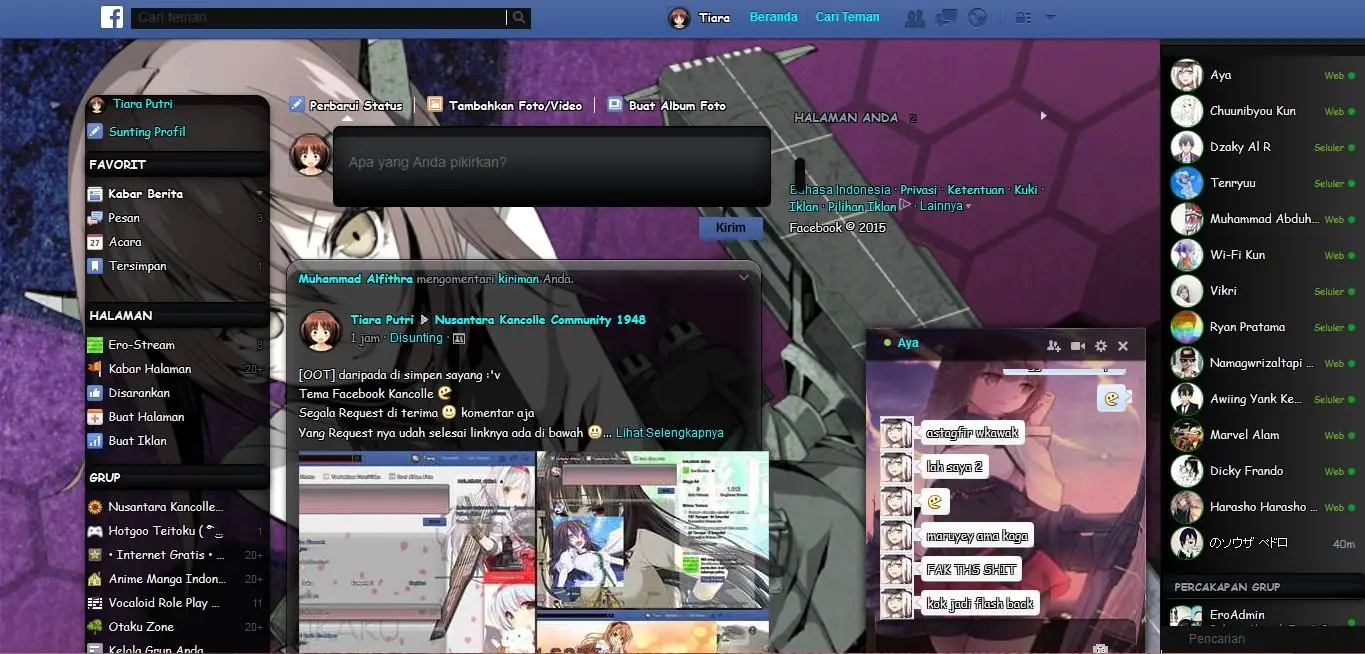 Cari teman
Tiara
Beranda
Cari Teman
Tiara Putri
Sunting Profil
FAVORIT
Kabar Berita
Pesan 3
Acara
Tersimpan 1
HALAMAN
Ero-Stream 3
Kabar Halaman 20+
Disarankan
Buat Halaman
Buat Iklan
GRUP
Nusantara Kancolle...
Hotgoo Teitoku ( ͡° ͜ 1
• Internet Gratis • ... 20+
Anime Manga Indon... 20+
Vocaloid Role Play ... 11
Otaku Zone 20+
Kelola Grup Anda
Perbarui Status
Tambahkan Foto/Video
Buat Album Foto
Apa yang Anda pikirkan?
Kirim
Muhammad Alfithra mengomentari kiriman Anda.
Tiara Putri ▶ Nusantara Kancolle Community 1948
1 jam · Disunting ·
[OOT] daripada di simpen sayang :'v
Tema Facebook Kancolle
Segala Request di terima 🙂 komentar aja
Yang Request nya udah selesai linknya ada di bawah 🙂... Lihat Selengkapnya
HALAMAN ANDA 2
Bahasa Indonesia · Privasi · Ketentuan · Kuki ·
Iklan · Pilihan Iklan · Lainnya
Facebook © 2015
Aya
astagfir wkawak
lah saya 2
maruyey ama kaga
FAK THS SHIT
kok jadi flash back
Aya Web
Chuunibyou Kun Web
Dzaky Al R Seluler
Tenryuu Seluler
Muhammad Abduh... Web
Wi-Fi Kun Web
Vikri Seluler
Ryan Pratama Seluler
Namagwrizaltapi ... Web
Awiing Yank Ke... Seluler
Marvel Alam Web
Dicky Frando Web
Harasho Harasho ... Web
のソウザ ペドロ 40m
PERCAKAPAN GRUP
EroAdmin
Pencarian